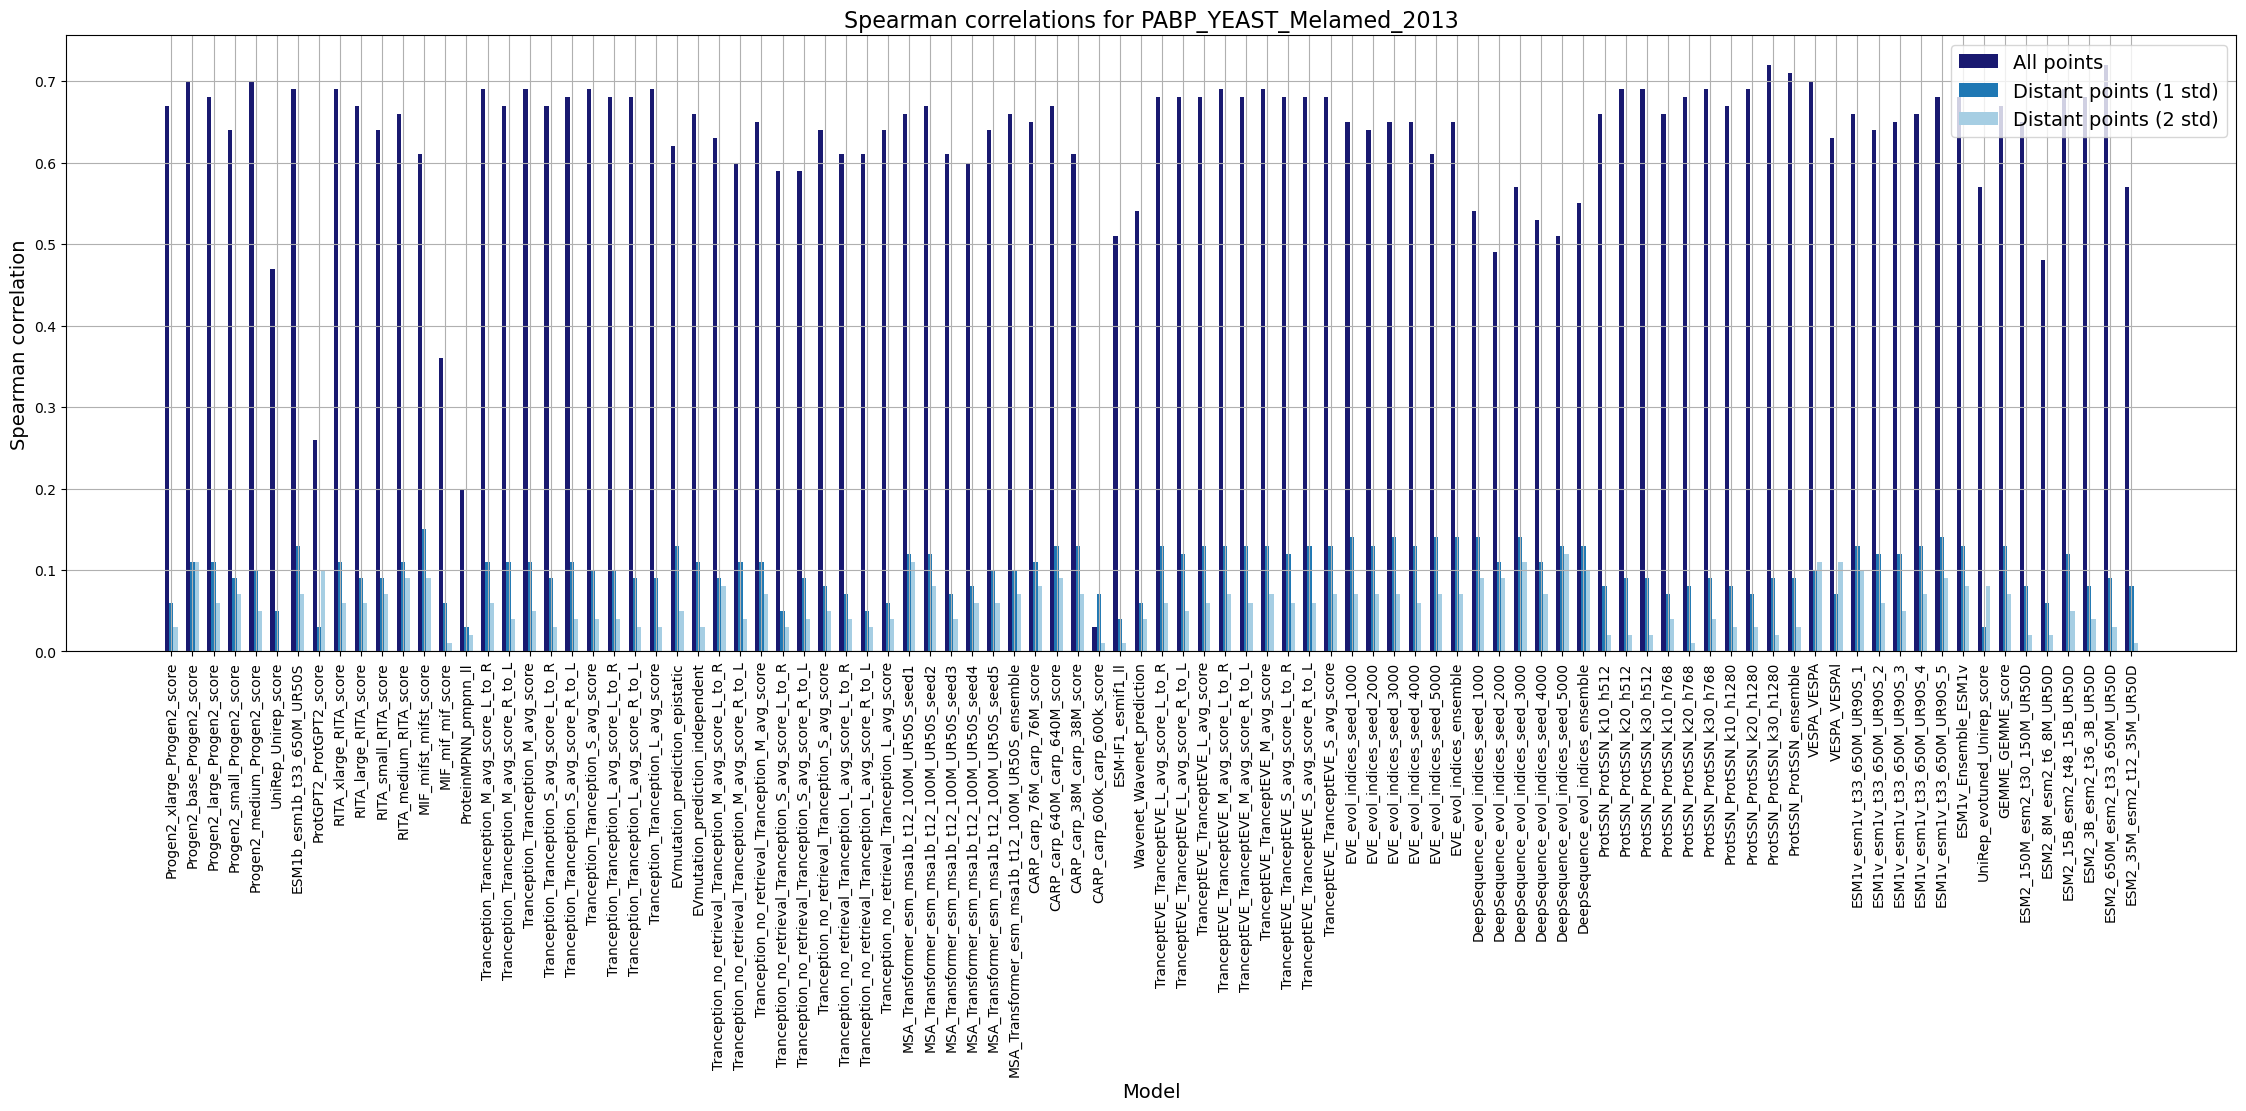 Spearman correlations for PABP_YEAST_Melamed_2013
All points
Distant points (1 std)
Distant points (2 std)
Spearman correlation
0.7
0.6
0.5
0.4
0.3
0.2
0.1
0.0
Progen2_xlarge_Progen2_score
Progen2_base_Progen2_score
Progen2_large_Progen2_score
Progen2_small_Progen2_score
Progen2_medium_Progen2_score
UniRep_Unirep_score
ESM1b_esm1b_t33_650M_UR50S
ProtGPT2_ProtGPT2_score
RITA_xlarge_RITA_score
RITA_large_RITA_score
RITA_small_RITA_score
RITA_medium_RITA_score
MIF_mifst_mifst_score
MIF_mif_mif_score
ProteinMPNN_pmpnn_ll
Tranception_Tranception_M_avg_score_L_to_R
Tranception_Tranception_M_avg_score_R_to_L
Tranception_Tranception_M_avg_score
Tranception_Tranception_S_avg_score_L_to_R
Tranception_Tranception_S_avg_score_R_to_L
Tranception_Tranception_S_avg_score
Tranception_Tranception_L_avg_score_L_to_R
Tranception_Tranception_L_avg_score_R_to_L
Tranception_Tranception_L_avg_score
EVmutation_prediction_epistatic
EVmutation_prediction_independent
Tranception_no_retrieval_Tranception_M_avg_score_L_to_R
Tranception_no_retrieval_Tranception_M_avg_score_R_to_L
Tranception_no_retrieval_Tranception_M_avg_score
Tranception_no_retrieval_Tranception_S_avg_score_L_to_R
Tranception_no_retrieval_Tranception_S_avg_score_R_to_L
Tranception_no_retrieval_Tranception_S_avg_score
Tranception_no_retrieval_Tranception_L_avg_score_L_to_R
Tranception_no_retrieval_Tranception_L_avg_score_R_to_L
Tranception_no_retrieval_Tranception_L_avg_score
MSA_Transformer_esm_msa1b_t12_100M_UR50S_seed1
MSA_Transformer_esm_msa1b_t12_100M_UR50S_seed2
MSA_Transformer_esm_msa1b_t12_100M_UR50S_seed3
MSA_Transformer_esm_msa1b_t12_100M_UR50S_seed4
MSA_Transformer_esm_msa1b_t12_100M_UR50S_seed5
MSA_Transformer_esm_msa1b_t12_100M_UR50S_ensemble
CARP_carp_76M_carp_76M_score
CARP_carp_640M_carp_640M_score
CARP_carp_38M_carp_38M_score
CARP_carp_600k_carp_600k_score
ESM-IF1_esmif1_ll
Wavenet_Wavenet_prediction
TranceptEVE_TranceptEVE_L_avg_score_L_to_R
TranceptEVE_TranceptEVE_L_avg_score_R_to_L
TranceptEVE_TranceptEVE_L_avg_score
TranceptEVE_TranceptEVE_M_avg_score_L_to_R
TranceptEVE_TranceptEVE_M_avg_score_R_to_L
TranceptEVE_TranceptEVE_M_avg_score
TranceptEVE_TranceptEVE_S_avg_score_L_to_R
TranceptEVE_TranceptEVE_S_avg_score_R_to_L
TranceptEVE_TranceptEVE_S_avg_score
EVE_evol_indices_seed_1000
EVE_evol_indices_seed_2000
EVE_evol_indices_seed_3000
EVE_evol_indices_seed_4000
EVE_evol_indices_seed_5000
EVE_evol_indices_ensemble
DeepSequence_evol_indices_seed_1000
DeepSequence_evol_indices_seed_2000
DeepSequence_evol_indices_seed_3000
DeepSequence_evol_indices_seed_4000
DeepSequence_evol_indices_seed_5000
DeepSequence_evol_indices_ensemble
ProtSSN_ProtSSN_k10_h512
ProtSSN_ProtSSN_k20_h512
ProtSSN_ProtSSN_k30_h512
ProtSSN_ProtSSN_k10_h768
ProtSSN_ProtSSN_k20_h768
ProtSSN_ProtSSN_k30_h768
ProtSSN_ProtSSN_k10_h1280
ProtSSN_ProtSSN_k20_h1280
ProtSSN_ProtSSN_k30_h1280
ProtSSN_ProtSSN_ensemble
VESPA_VESPA
VESPA_VESPAl
ESM1v_esm1v_t33_650M_UR90S_1
ESM1v_esm1v_t33_650M_UR90S_2
ESM1v_esm1v_t33_650M_UR90S_3
ESM1v_esm1v_t33_650M_UR90S_4
ESM1v_esm1v_t33_650M_UR90S_5
ESM1v_Ensemble_ESM1v
UniRep_evotuned_Unirep_score
GEMME_GEMME_score
ESM2_150M_esm2_t30_150M_UR50D
ESM2_8M_esm2_t6_8M_UR50D
ESM2_15B_esm2_t48_15B_UR50D
ESM2_3B_esm2_t36_3B_UR50D
ESM2_650M_esm2_t33_650M_UR50D
ESM2_35M_esm2_t12_35M_UR50D
Model